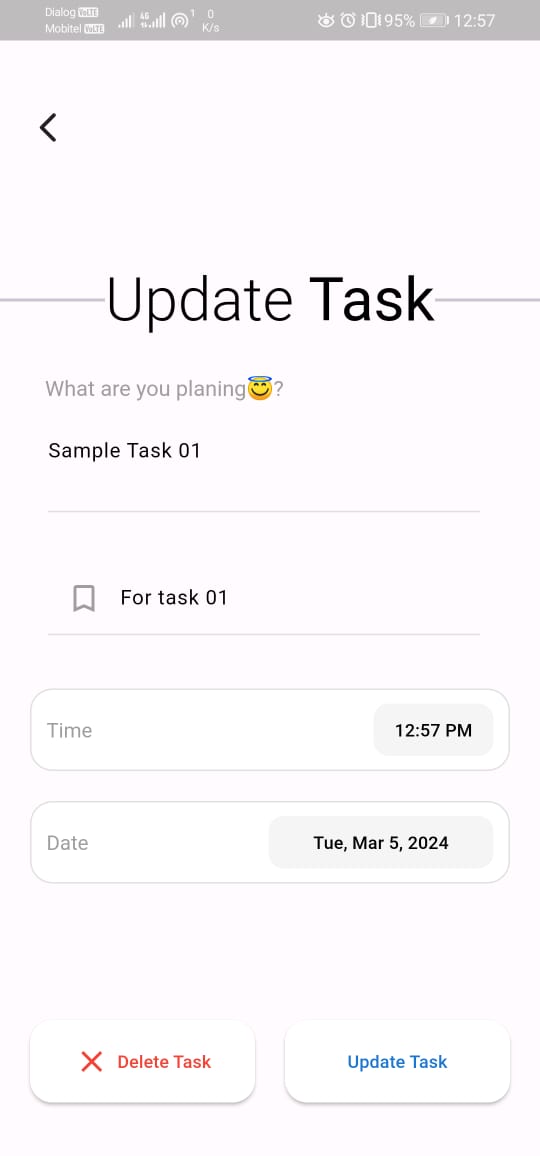 Dialog VoLTE
Mobitel VoLTE
4G
1
0
K/s
95%
12:57
Update Task
What are you planing😇?
Sample Task 01
For task 01
Time
12:57 PM
Date
Tue, Mar 5, 2024
Delete Task
Update Task